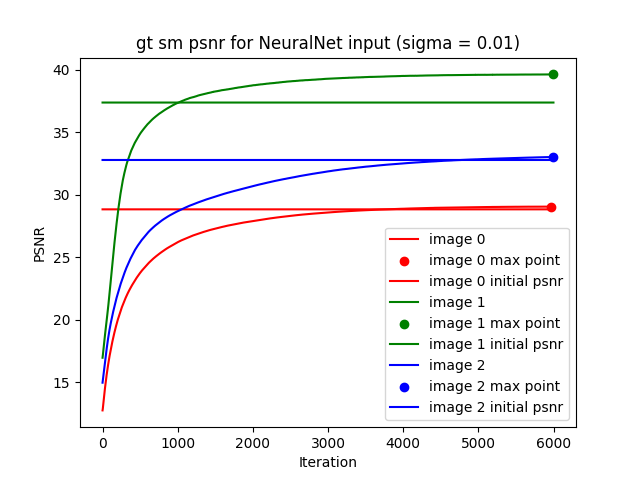 gt sm psnr for NeuralNet input (sigma = 0.01)
PSNR
40
35
30
25
20
15
image 0
image 0 max point
image 0 initial psnr
image 1
image 1 max point
image 1 initial psnr
image 2
image 2 max point
image 2 initial psnr
0 1000 2000 3000 4000 5000 6000
Iteration